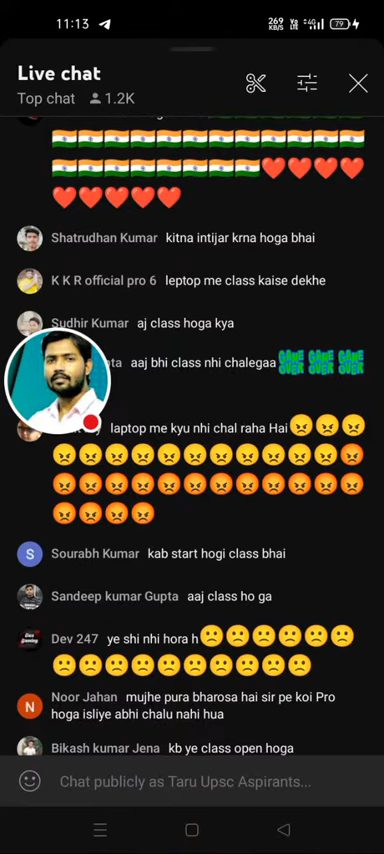 11:13
269 KB/S 4G 79
Live chat
Top chat 1.2K
Shatrudhan Kumar kitna intijar krna hoga bhai
K K R official pro 6 leptop me class kaise dekhe
Sudhir Kumar aj class hoga kya
aaj bhi class nhi chalegaa GAME OVER GAME OVER GAME OVER
laptop me kyu nhi chal raha Hai
S Sourabh Kumar kab start hogi class bhai
Sandeep kumar Gupta aaj class ho ga
Dev 247 ye shi nhi hora h
N Noor Jahan mujhe pura bharosa hai sir pe koi Pro
hoga isliye abhi chalu nahi hua
Bikash kumar Jena kb ye class open hoga
Chat publicly as Taru Upsc Aspirants...